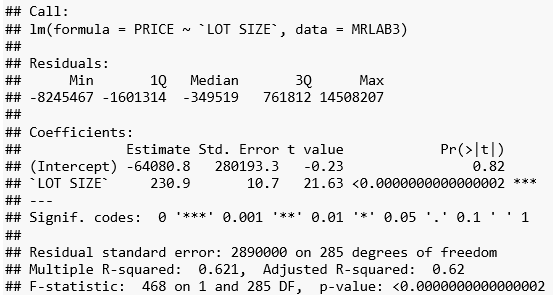 ## Call:
## lm(formula = PRICE ~ `LOT SIZE`, data = MRLAB3)
##
## Residuals:
##      Min       1Q   Median       3Q      Max
## -8245467 -1601314  -349519   761812 14508207
##
## Coefficients:
##             Estimate Std. Error t value            Pr(>|t|)
## (Intercept) -64080.8   280193.3   -0.23                0.82
## `LOT SIZE`     230.9       10.7   21.63 <0.0000000000000002 ***
## ---
## Signif. codes:  0 '***' 0.001 '**' 0.01 '*' 0.05 '.' 0.1 ' ' 1
##
## Residual standard error: 2890000 on 285 degrees of freedom
## Multiple R-squared:  0.621,	Adjusted R-squared:  0.62
## F-statistic:  468 on 1 and 285 DF,  p-value: <0.0000000000000002